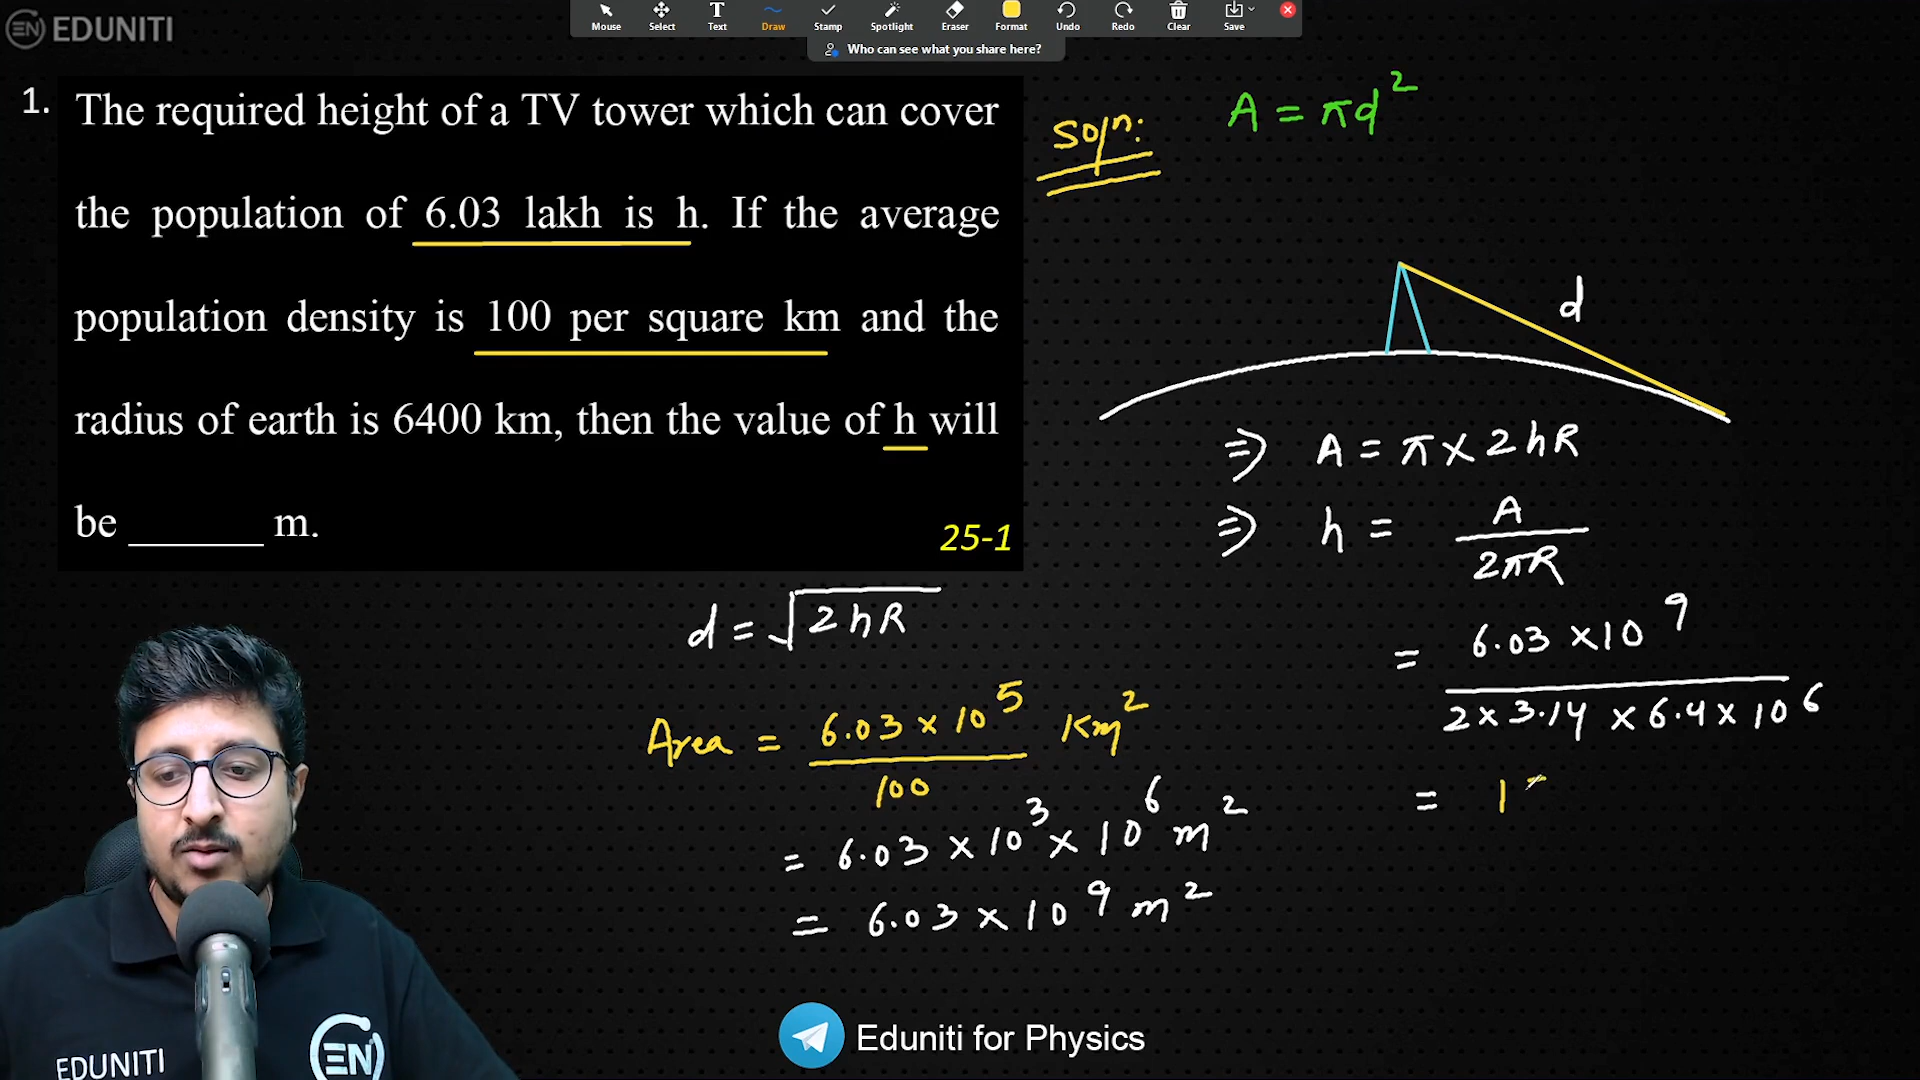 EN EDUNITI
Mouse Select Text Draw Stamp Spotlight Eraser Format Undo Redo Clear Save
Who can see what you share here?
1. The required height of a TV tower which can cover
the population of 6.03 lakh is h. If the average
population density is 100 per square km and the
radius of earth is 6400 km, then the value of h will
be _______ m.
25-1
Soln:
A = πd²
d
⇒ A = π × 2hR
⇒ h = A / 2πR
= 6.03 × 10⁹ / 2 × 3.14 × 6.4 × 10⁶
= 1
d = √2hR
Area = 6.03 × 10⁵ / 100 Km²
= 6.03 × 10³ × 10⁶ m²
= 6.03 × 10⁹ m²
EDUNITI
EN
Eduniti for Physics